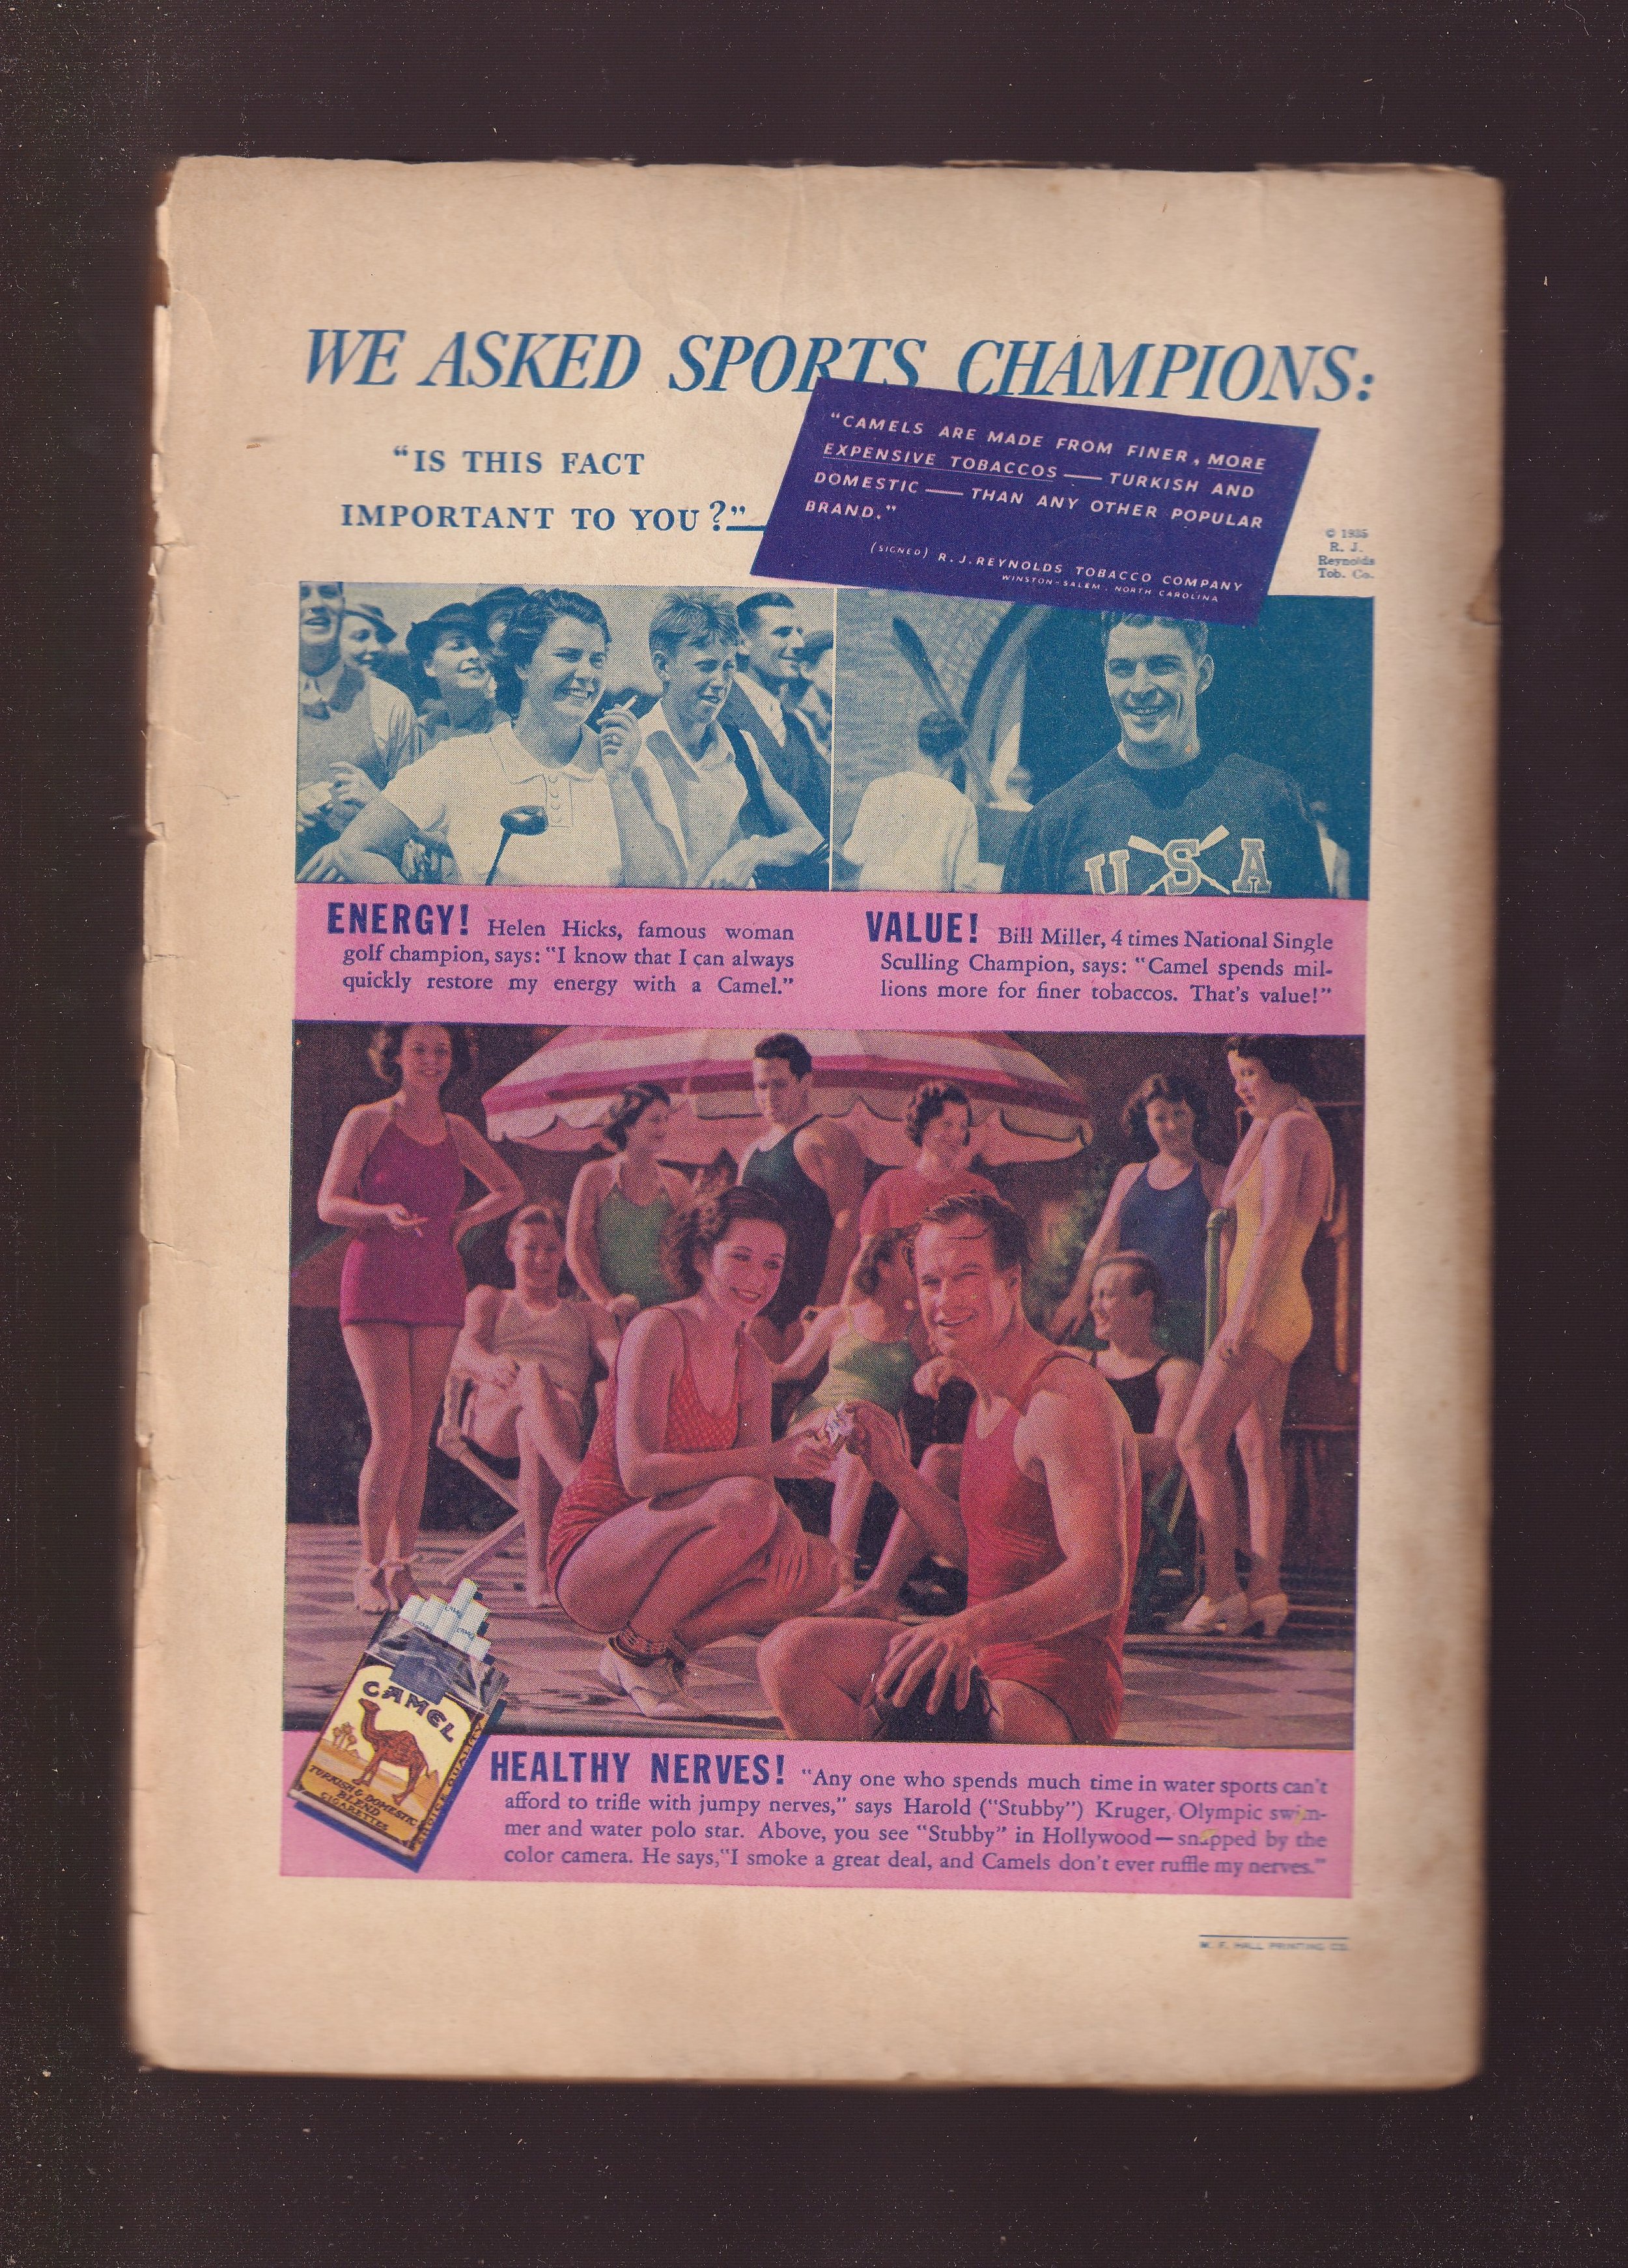 WE ASKED SPORTS CHAMPIONS:
"IS THIS FACT
IMPORTANT TO YOU?"
"CAMELS ARE MADE FROM FINER, MORE
EXPENSIVE TOBACCOS — TURKISH AND
DOMESTIC — THAN ANY OTHER POPULAR
BRAND."
(SIGNED) R. J. REYNOLDS TOBACCO COMPANY
WINSTON-SALEM, NORTH CAROLINA
© 1935
R. J.
Reynolds
Tob. Co.
U S A
ENERGY! Helen Hicks, famous woman
golf champion, says: "I know that I can always
quickly restore my energy with a Camel."
VALUE! Bill Miller, 4 times National Single
Sculling Champion, says: "Camel spends mil-
lions more for finer tobaccos. That's value!"
CAMEL
TURKISH & DOMESTIC
BLEND
CIGARETTES
CHOICE QUALITY
HEALTHY NERVES! "Any one who spends much time in water sports can't
afford to trifle with jumpy nerves," says Harold ("Stubby") Kruger, Olympic swim-
mer and water polo star. Above, you see "Stubby" in Hollywood—snapped by the
color camera. He says, "I smoke a great deal, and Camels don't ever ruffle my nerves."
W. F. HALL PRINTING CO.